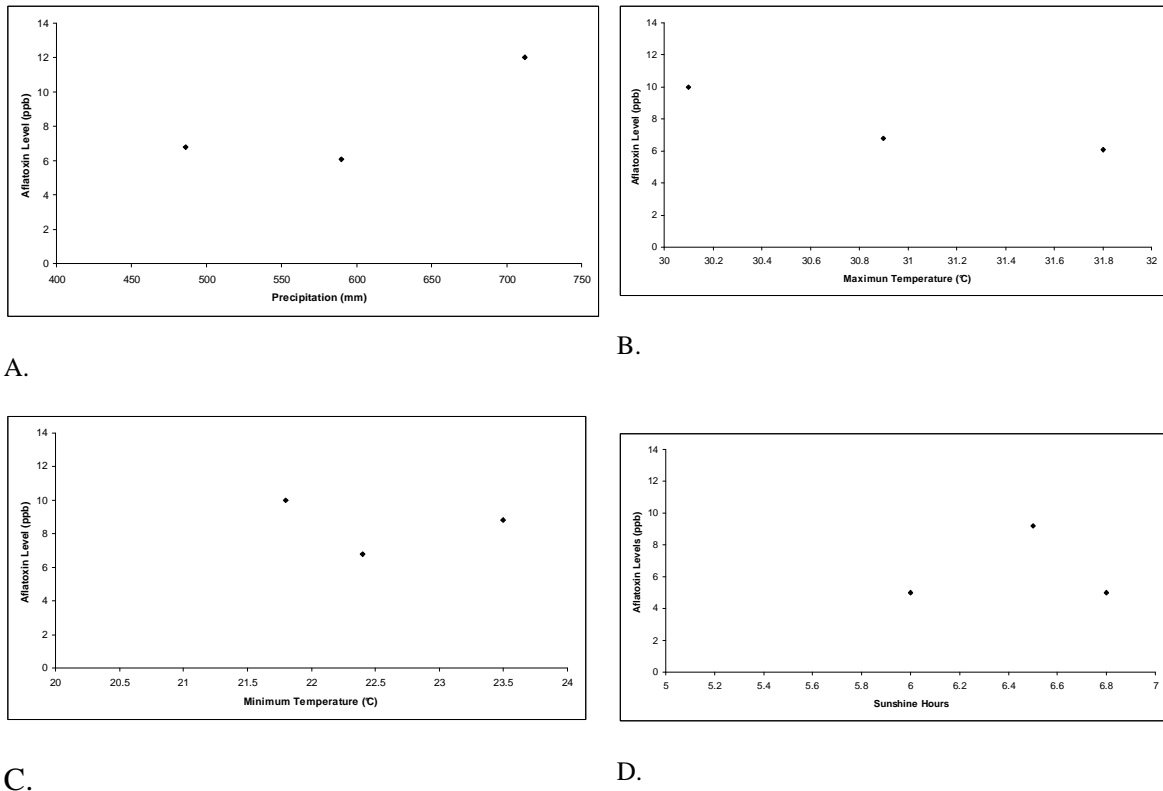 14
12
10
8
6
4
2
0
Aflatoxin Level (ppb)
400 450 500 550 600 650 700 750
Precipitation (mm)
A.
14
12
10
8
6
4
2
0
Aflatoxin Level (ppb)
30 30.2 30.4 30.6 30.8 31 31.2 31.4 31.6 31.8 32
Maximun Temperature (°C)
B.
14
12
10
8
6
4
2
0
Aflatoxin Level (ppb)
20 20.5 21 21.5 22 22.5 23 23.5 24
Minimum Temperature (°C)
C.
14
12
10
8
6
4
2
0
Aflatoxin Levels (ppb)
5 5.2 5.4 5.6 5.8 6 6.2 6.4 6.6 6.8 7
Sunshine Hours
D.